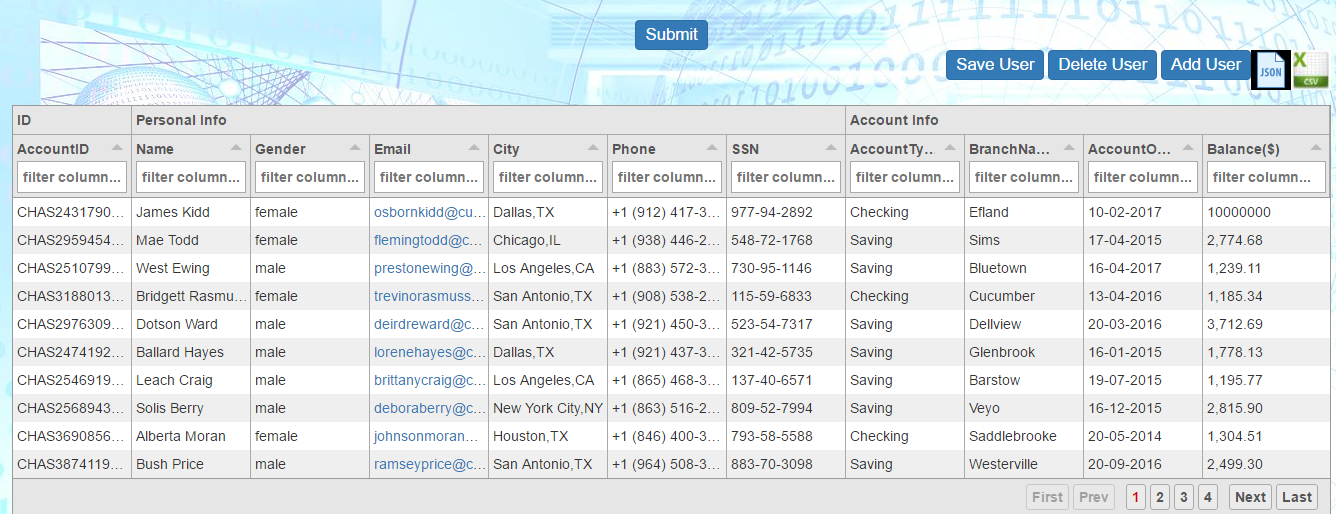 Submit
Save User Delete User Add User JSON X CSV
ID Personal Info Account Info
AccountID Name Gender Email City Phone SSN AccountTy... BranchNa... AccountO... Balance($)
filter column... filter column... filter column... filter column... filter column... filter column... filter column... filter column... filter column... filter column... filter column...
CHAS2431790... James Kidd female osbornkidd@cu... Dallas,TX +1 (912) 417-3... 977-94-2892 Checking Efland 10-02-2017 10000000
CHAS2959454... Mae Todd female flemingtodd@c... Chicago,IL +1 (938) 446-2... 548-72-1768 Saving Sims 17-04-2015 2,774.68
CHAS2510799... West Ewing male prestonewing@... Los Angeles,CA +1 (883) 572-3... 730-95-1146 Saving Bluetown 16-04-2017 1,239.11
CHAS3188013... Bridgett Rasmu... female trevinorasmuss... San Antonio,TX +1 (908) 538-2... 115-59-6833 Checking Cucumber 13-04-2016 1,185.34
CHAS2976309... Dotson Ward male deirdreward@c... San Antonio,TX +1 (921) 450-3... 523-54-7317 Saving Dellview 20-03-2016 3,712.69
CHAS2474192... Ballard Hayes male lorenehayes@c... Dallas,TX +1 (921) 437-3... 321-42-5735 Saving Glenbrook 16-01-2015 1,778.13
CHAS2546919... Leach Craig male brittanycraig@c... Los Angeles,CA +1 (865) 468-3... 137-40-6571 Saving Barstow 19-07-2015 1,195.77
CHAS2568943... Solis Berry male deboraberry@c... New York City,NY +1 (863) 516-2... 809-52-7994 Saving Veyo 16-12-2015 2,815.90
CHAS3690856... Alberta Moran female johnsonmoran... Houston,TX +1 (846) 400-3... 793-58-5588 Checking Saddlebrooke 20-05-2014 1,304.51
CHAS3874119... Bush Price male ramseyprice@c... San Antonio,TX +1 (964) 508-3... 883-70-3098 Saving Westerville 20-09-2016 2,499.30
First Prev 1 2 3 4 Next Last